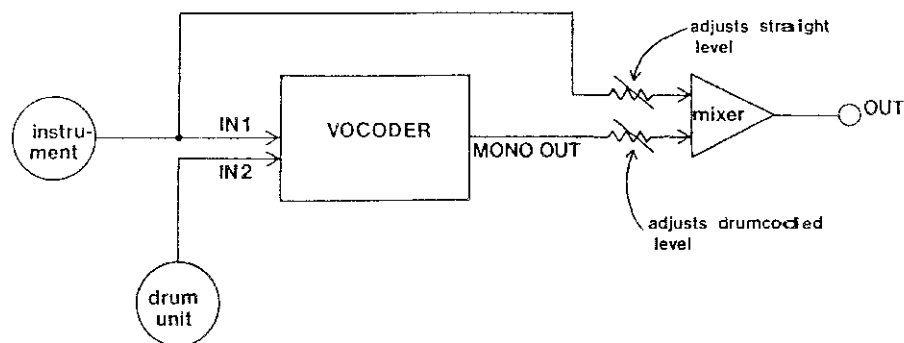 adjusts straight
level
instru-
ment
IN1
IN2
VOCODER
MONO OUT
mixer
OUT
adjusts drumcoded
level
drum
unit